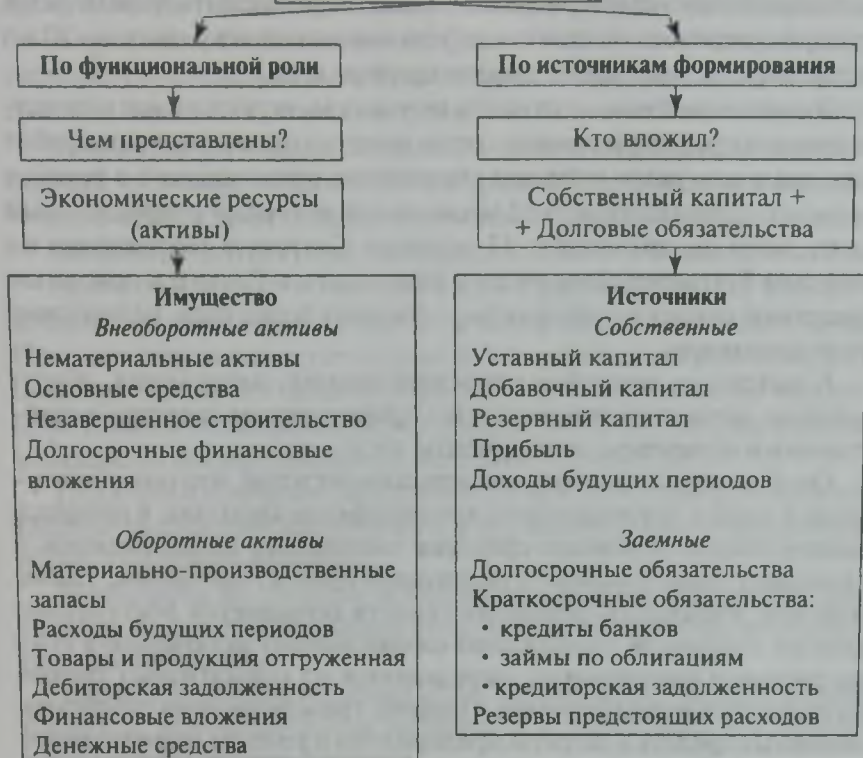 По функциональной роли
Чем представлены?
Экономические ресурсы
(активы)
Имущество
Внеоборотные активы
Нематериальные активы
Основные средства
Незавершенное строительство
Долгосрочные финансовые
вложения
Оборотные активы
Материально-производственные
запасы
Расходы будущих периодов
Товары и продукция отгруженная
Дебиторская задолженность
Финансовые вложения
Денежные средства
По источникам формирования
Кто вложил?
Собственный капитал +
+ Долговые обязательства
Источники
Собственные
Уставный капитал
Добавочный капитал
Резервный капитал
Прибыль
Доходы будущих периодов
Заемные
Долгосрочные обязательства
Краткосрочные обязательства:
• кредиты банков
• займы по облигациям
• кредиторская задолженность
Резервы предстоящих расходов